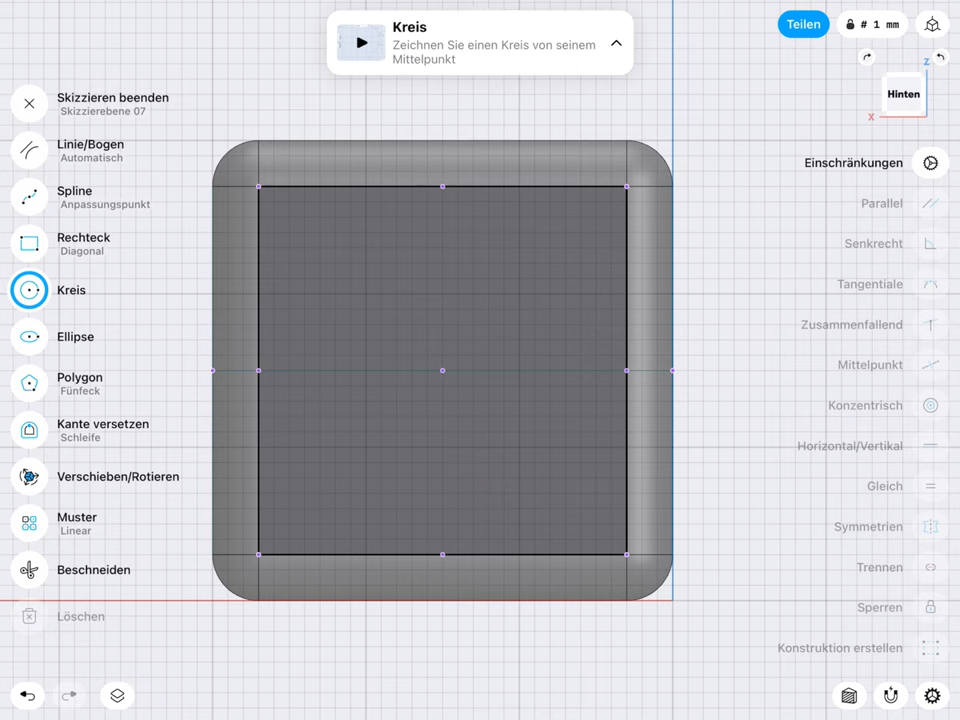 Kreis
Zeichnen Sie einen Kreis von seinem
Mittelpunkt
Teilen
# 1 mm
Z
Hinten
X
Skizzieren beenden
Skizzierebene 07
Linie/Bogen
Automatisch
Spline
Anpassungspunkt
Rechteck
Diagonal
Kreis
Ellipse
Polygon
Fünfeck
Kante versetzen
Schleife
Verschieben/Rotieren
Muster
Linear
Beschneiden
Löschen
Einschränkungen
Parallel
Senkrecht
Tangentiale
Zusammenfallend
Mittelpunkt
Konzentrisch
Horizontal/Vertikal
Gleich
Symmetrien
Trennen
Sperren
Konstruktion erstellen